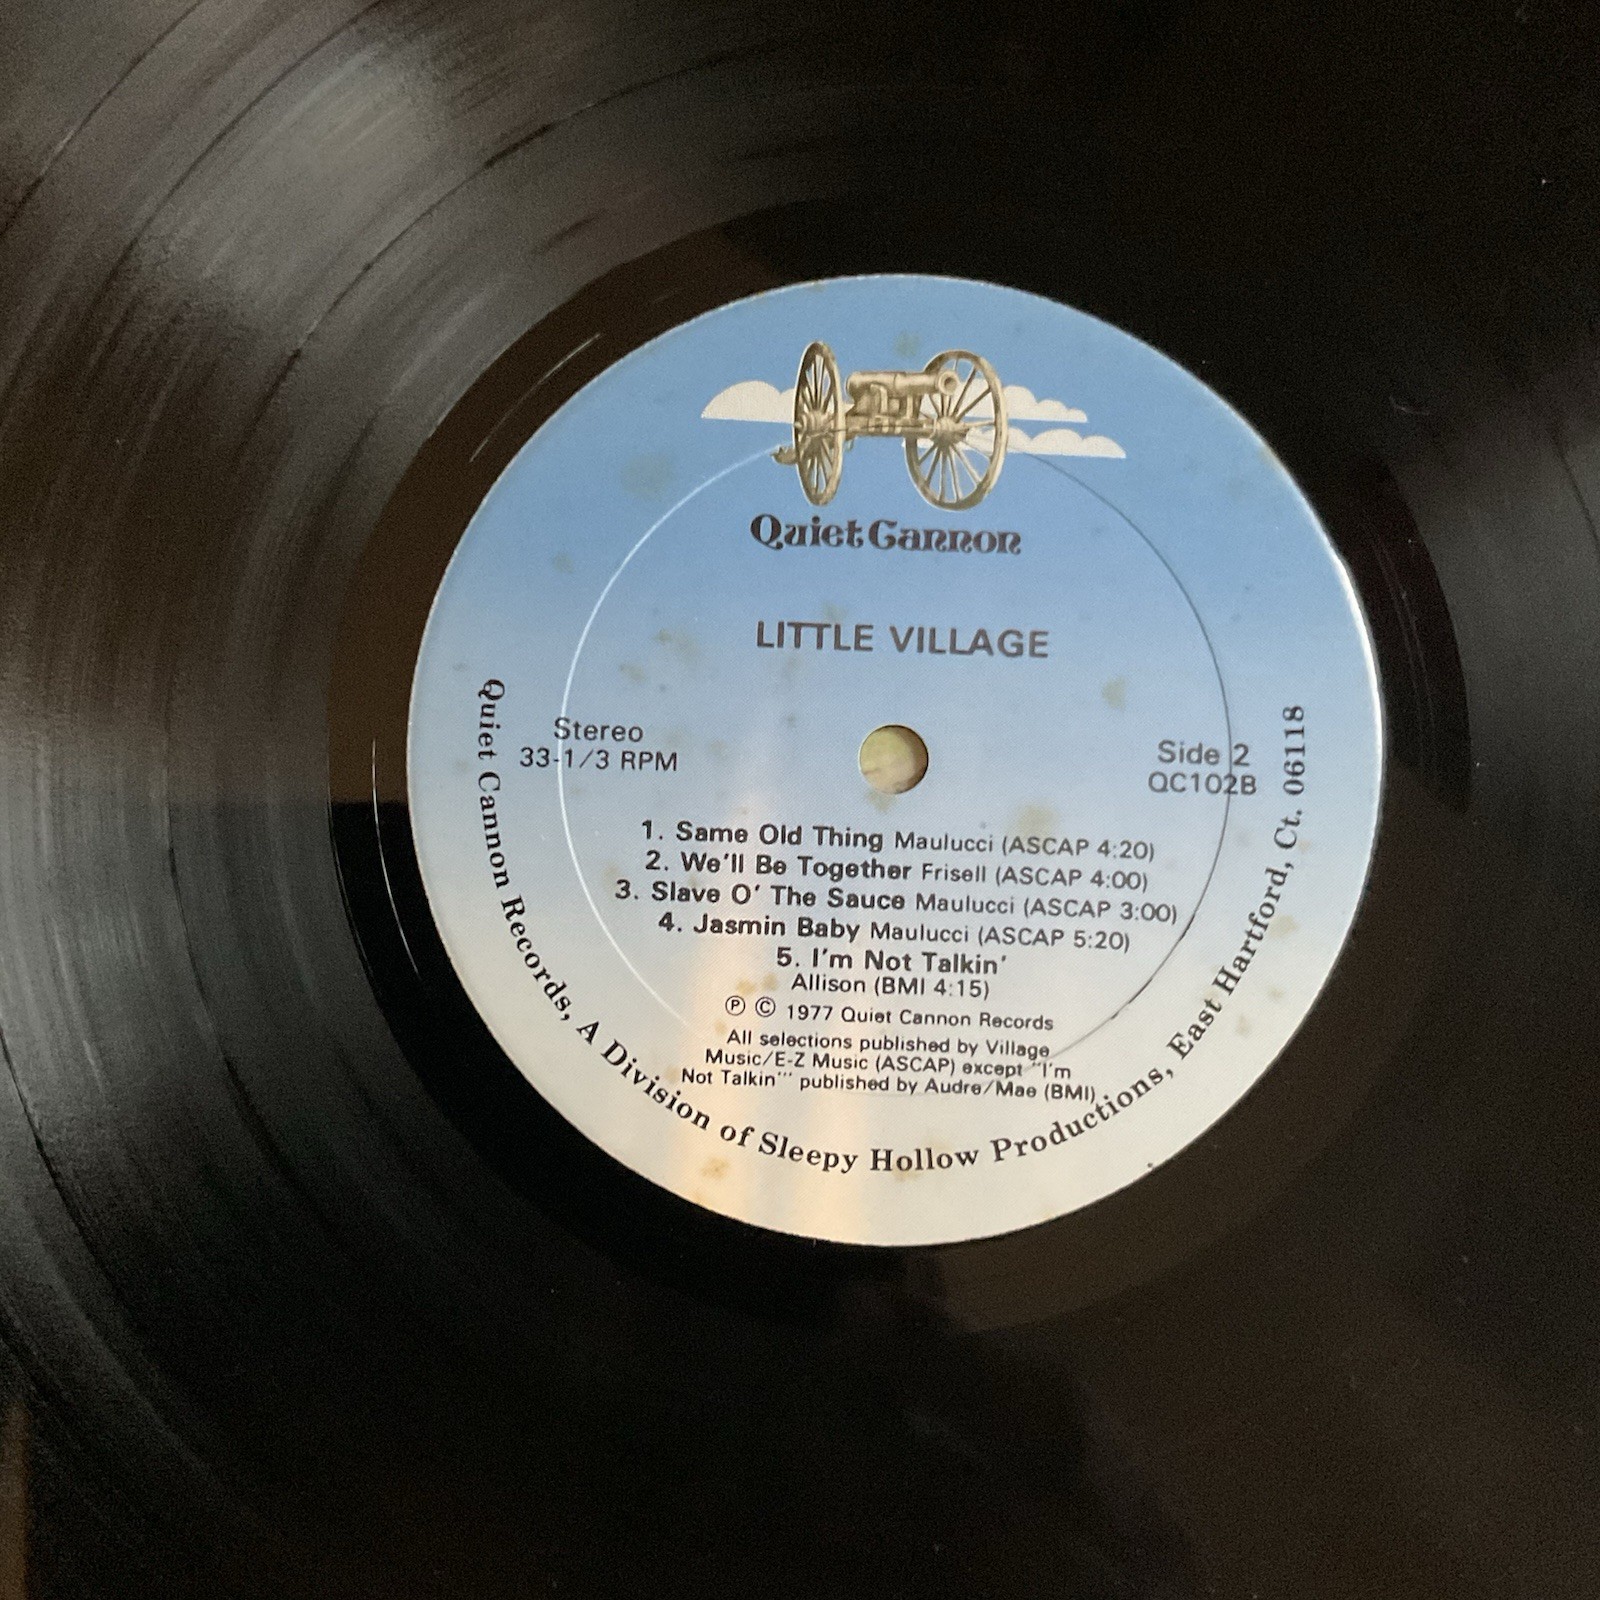 Quiet Cannon
LITTLE VILLAGE
Stereo
33-1/3 RPM
Side 2
QC102B
1. Same Old Thing Maulucci (ASCAP 4:20)
2. We'll Be Together Frisell (ASCAP 4:00)
3. Slave O' The Sauce Maulucci (ASCAP 3:00)
4. Jasmin Baby Maulucci (ASCAP 5:20)
5. I'm Not Talkin'
Allison (BMI 4:15)
℗ © 1977 Quiet Cannon Records
All selections published by Village
Music/E-Z Music (ASCAP) except "I'm
Not Talkin'" published by Audre/Mae (BMI)
Quiet Cannon Records, A Division of Sleepy Hollow Productions, East Hartford, Ct. 06118